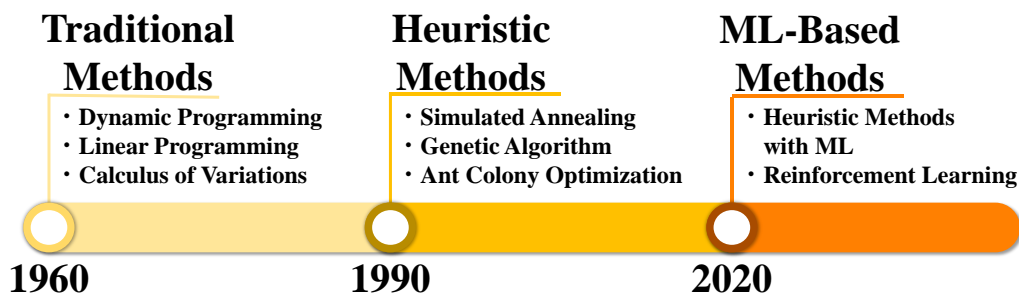 Traditional
Methods
・Dynamic Programming
・Linear Programming
・Calculus of Variations
Heuristic
Methods
・Simulated Annealing
・Genetic Algorithm
・Ant Colony Optimization
ML-Based
Methods
・Heuristic Methods
with ML
・Reinforcement Learning
1960
1990
2020